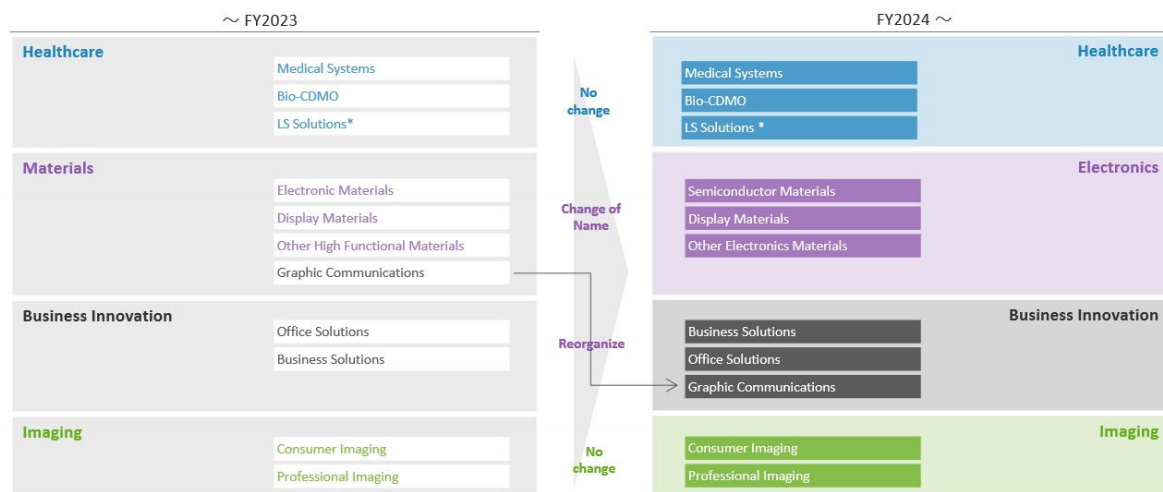 ～ FY2023
FY2024 ～
Healthcare
Medical Systems
Bio-CDMO
LS Solutions*
No
change
Healthcare
Medical Systems
Bio-CDMO
LS Solutions *
Materials
Electronic Materials
Display Materials
Other High Functional Materials
Graphic Communications
Change of
Name
Electronics
Semiconductor Materials
Display Materials
Other Electronics Materials
Business Innovation
Office Solutions
Business Solutions
Reorganize
Business Innovation
Business Solutions
Office Solutions
Graphic Communications
Imaging
Consumer Imaging
Professional Imaging
No
change
Imaging
Consumer Imaging
Professional Imaging